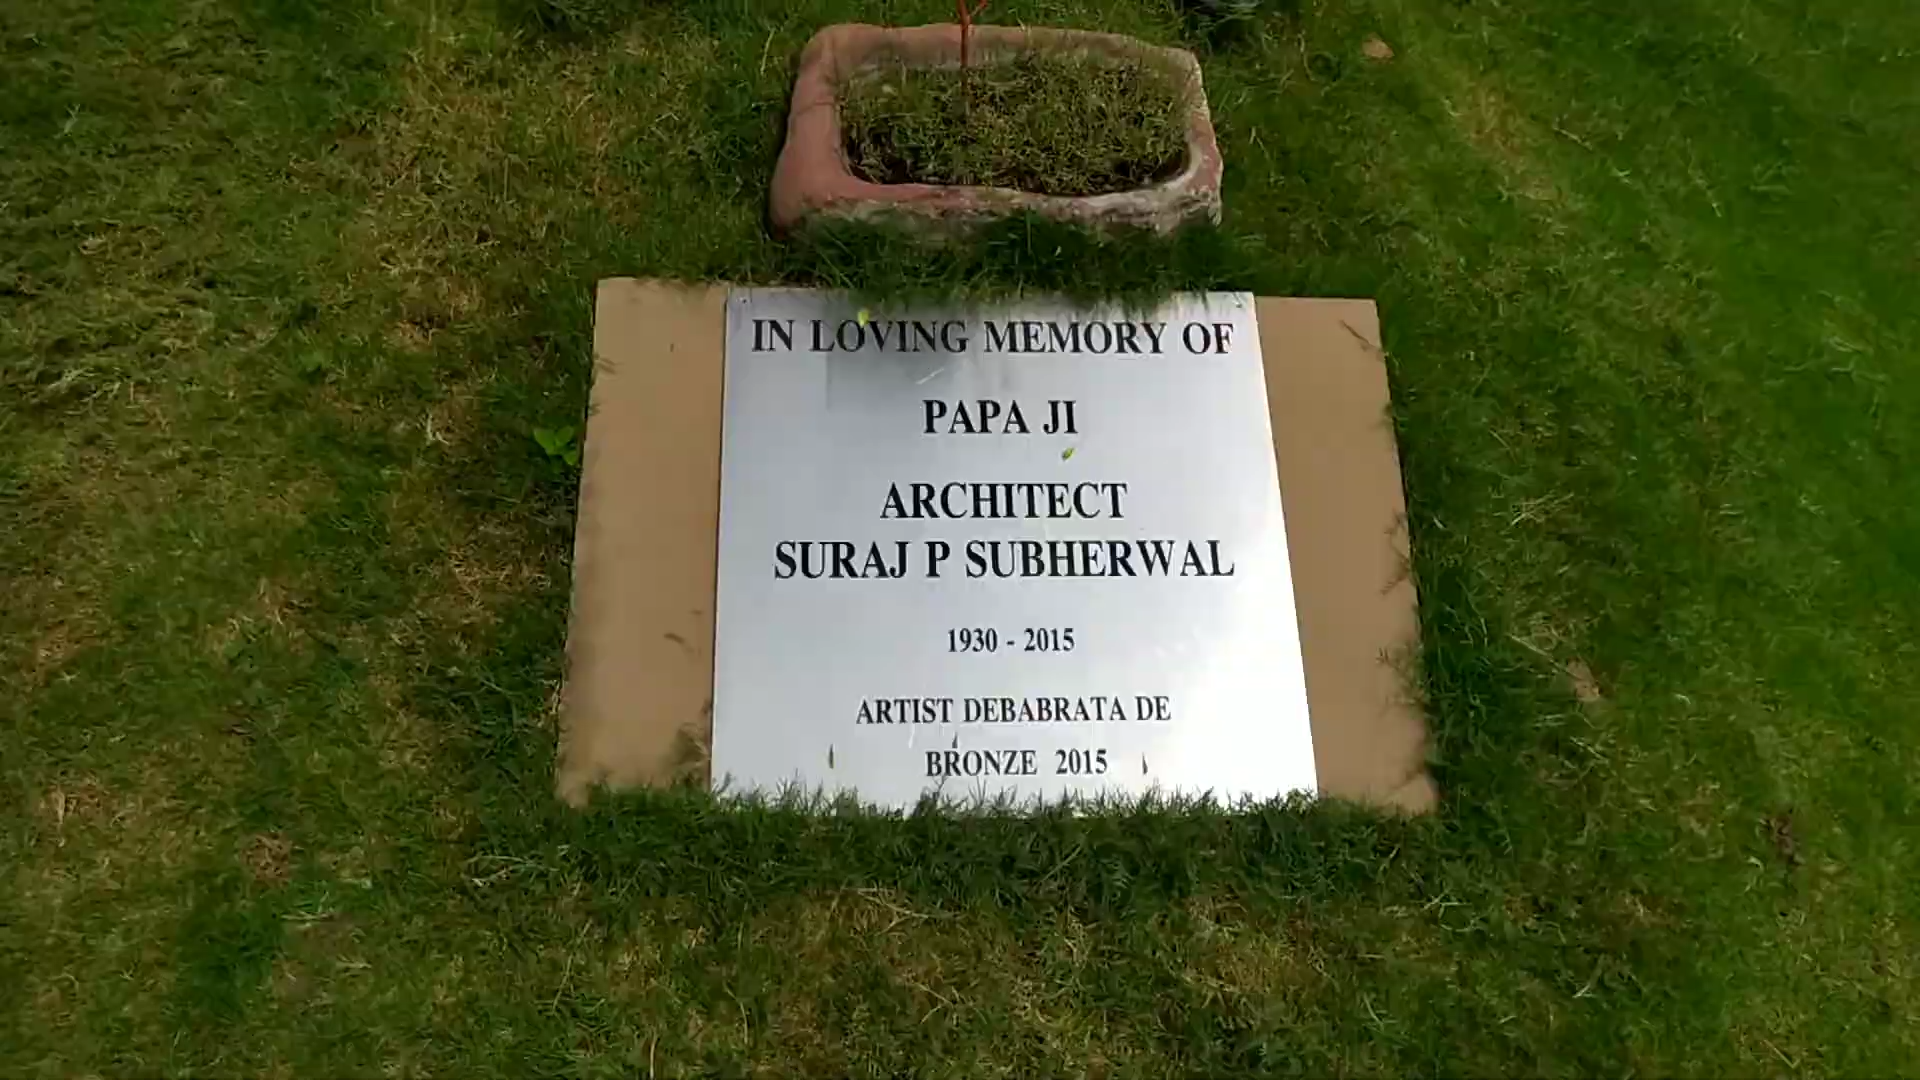 IN LOVING MEMORY OF
PAPA JI
ARCHITECT
SURAJ P SUBHERWAL
1930 - 2015
ARTIST DEBABRATA DE
BRONZE 2015